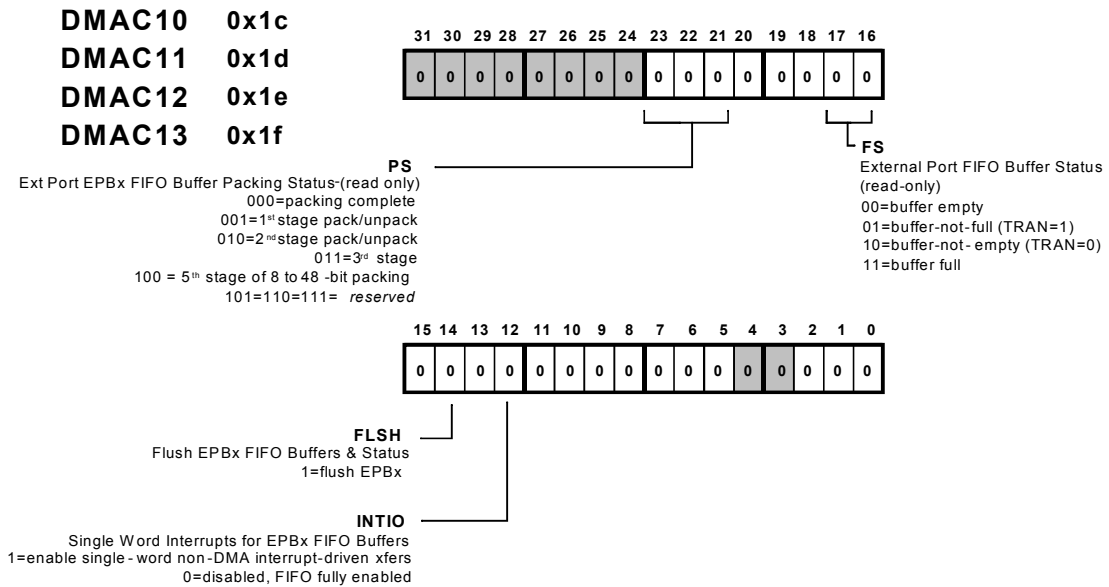 DMAC10 0x1c
DMAC11 0x1d
DMAC12 0x1e
DMAC13 0x1f
31 30 29 28 27 26 25 24 23 22 21 20 19 18 17 16
0 0 0 0 0 0 0 0 0 0 0 0 0 0 0 0
PS
Ext Port EPBx FIFO Buffer Packing Status-(read only)
000=packing complete
001=1st stage pack/unpack
010=2nd stage pack/unpack
011=3rd stage
100 = 5th stage of 8 to 48 -bit packing
101=110=111= reserved
FS
External Port FIFO Buffer Status
(read-only)
00=buffer empty
01=buffer-not-full (TRAN=1)
10=buffer-not- empty (TRAN=0)
11=buffer full
15 14 13 12 11 10 9 8 7 6 5 4 3 2 1 0
0 0 0 0 0 0 0 0 0 0 0 0 0 0 0 0
FLSH
Flush EPBx FIFO Buffers & Status
1=flush EPBx
INTIO
Single Word Interrupts for EPBx FIFO Buffers
1=enable single - word non-DMA interrupt-driven xfers
0=disabled, FIFO fully enabled